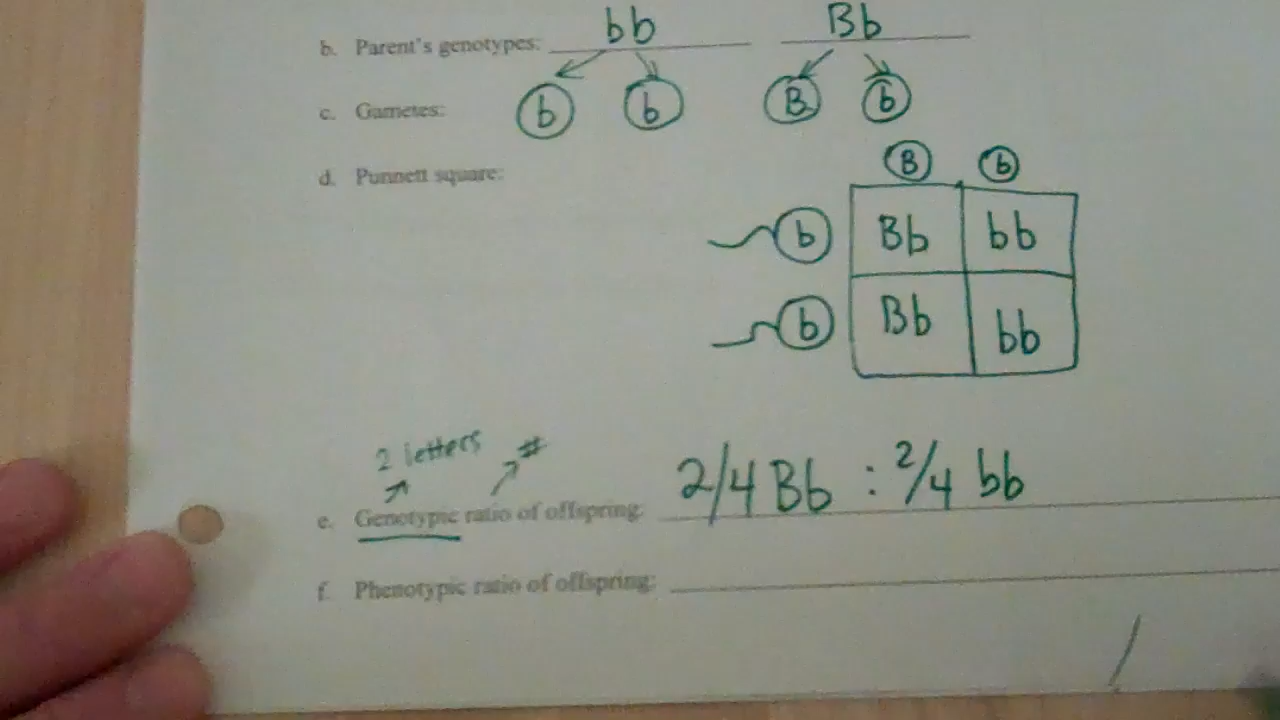 b. Parent's genotypes: bb Bb
c. Gametes: b b B b
d. Punnett square:
B b
b Bb bb
b Bb bb
2 letters #
e. Genotypic ratio of offspring: 2/4 Bb : 2/4 bb
f. Phenotypic ratio of offspring: